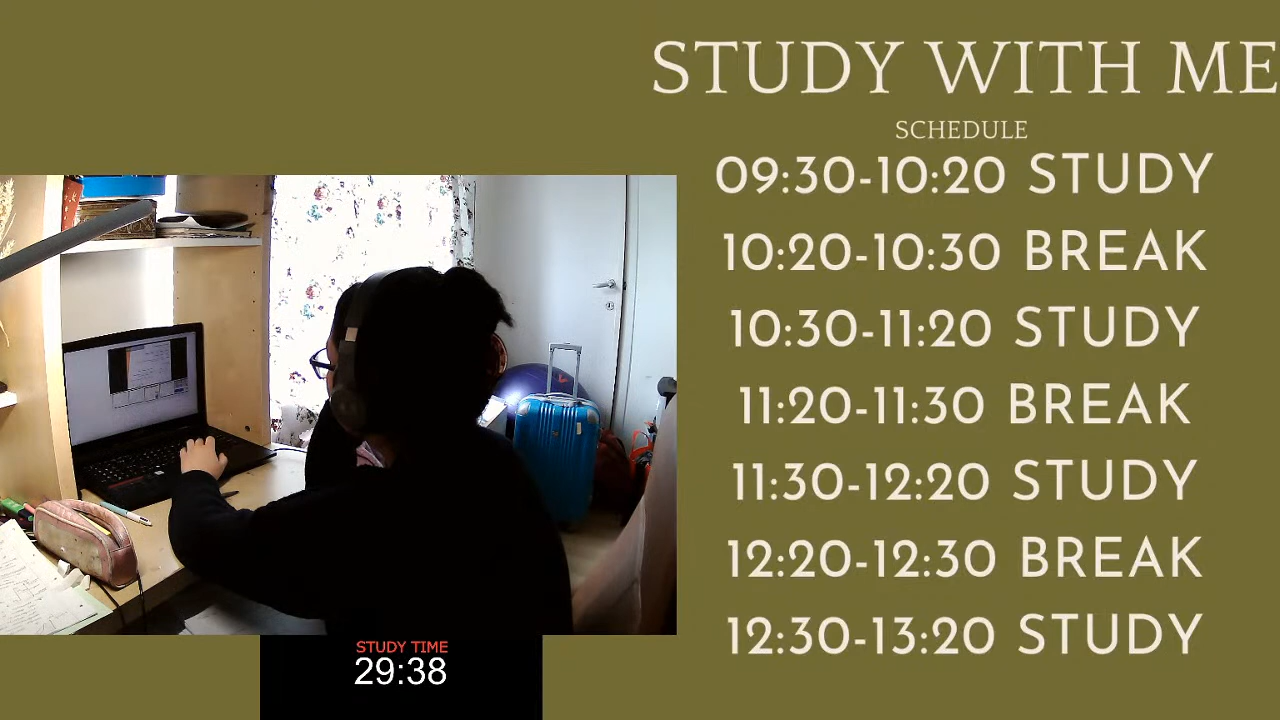 STUDY WITH ME
SCHEDULE
09:30-10:20 STUDY
10:20-10:30 BREAK
10:30-11:20 STUDY
11:20-11:30 BREAK
11:30-12:20 STUDY
12:20-12:30 BREAK
12:30-13:20 STUDY
STUDY TIME
29:38